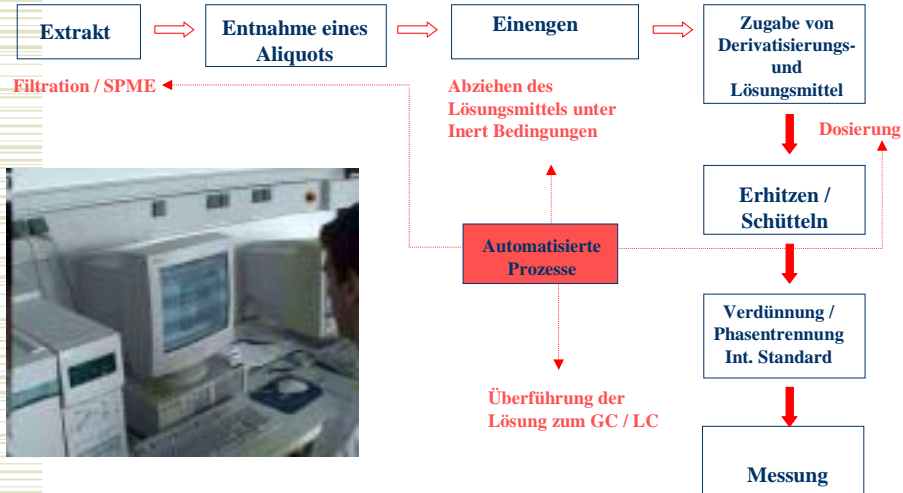 Extrakt
Entnahme eines
Aliquots
Einengen
Zugabe von
Derivatisierungs-
und
Lösungsmittel
Filtration / SPME
Abziehen des
Lösungsmittels unter
Inert Bedingungen
Dosierung
Erhitzen /
Schütteln
Automatisierte
Prozesse
Verdünnung /
Phasentrennung
Int. Standard
Überführung der
Lösung zum GC / LC
Messung